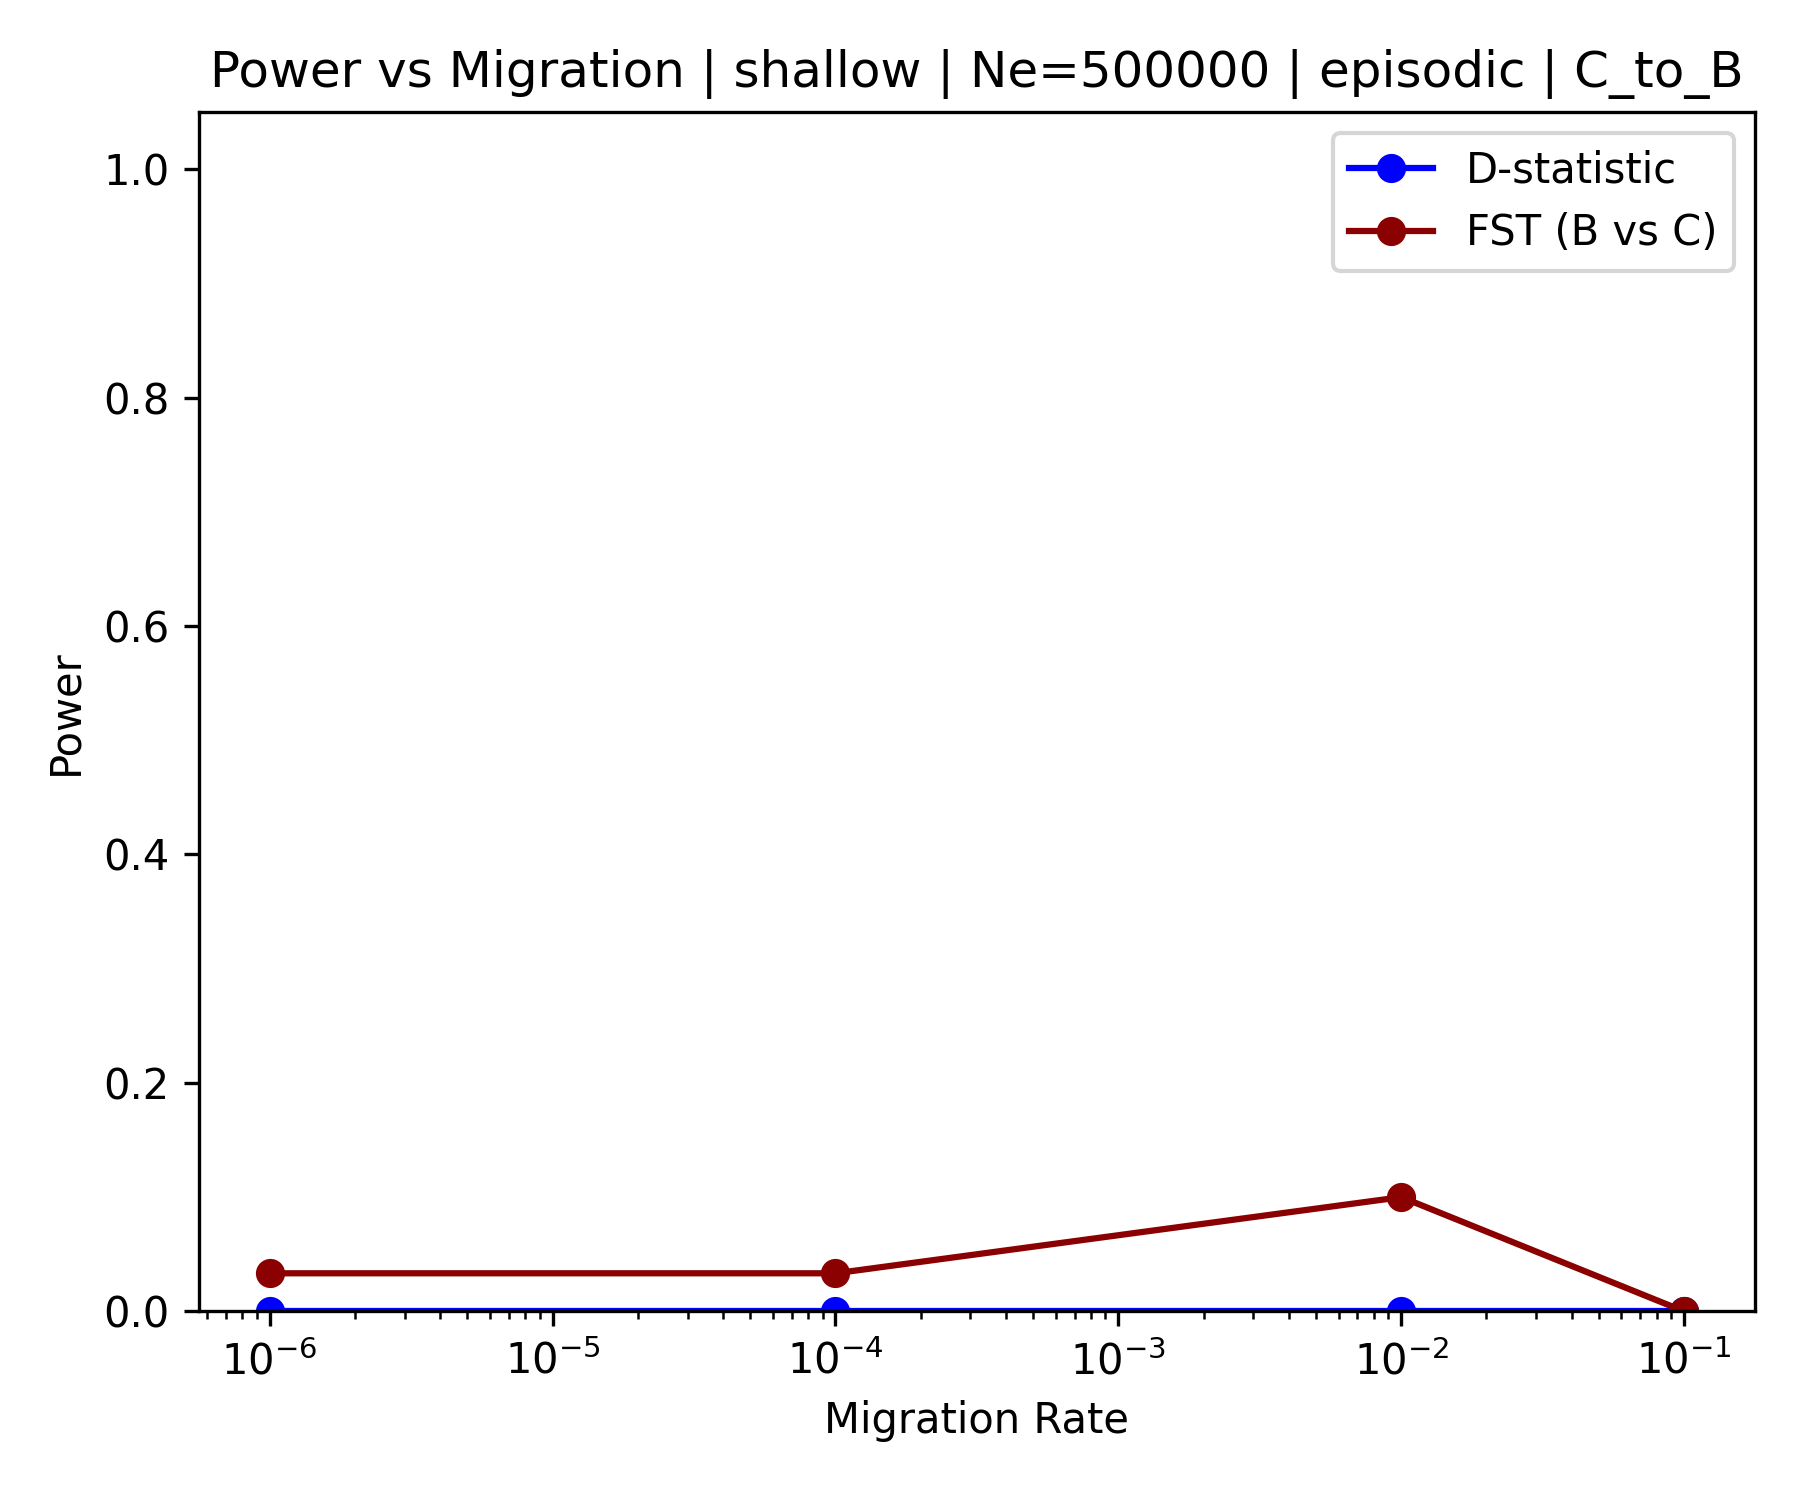 Power vs Migration | shallow | Ne=500000 | episodic | C_to_B
D-statistic
FST (B vs C)
1.0
0.8
0.6
0.4
0.2
0.0
Power
10⁻⁶ 10⁻⁵ 10⁻⁴ 10⁻³ 10⁻² 10⁻¹
Migration Rate